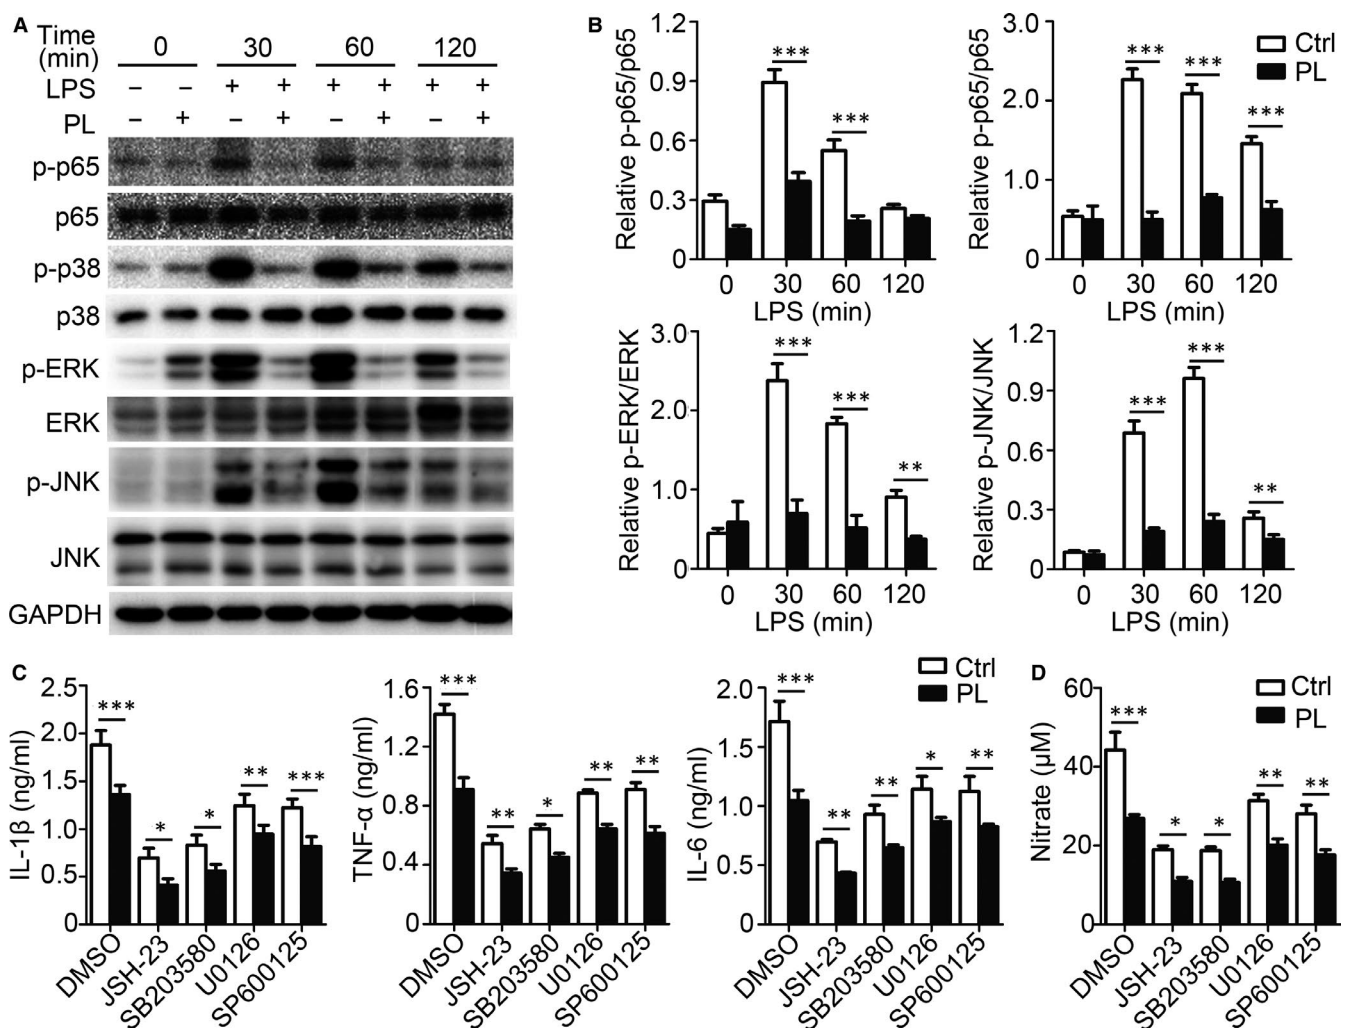 A
Time (min) 0 30 60 120
LPS − − + + + + + +
PL − + − + − + − +
p-p65
p65
p-p38
p38
p-ERK
ERK
p-JNK
JNK
GAPDH
B
Relative p-p65/p65
1.2
0.9
0.6
0.3
0
***
***
0 30 60 120
LPS (min)
Relative p-p65/p65
3.0
2.0
1.0
0
***
***
***
0 30 60 120
LPS (min)
Ctrl
PL
Relative p-ERK/ERK
3.0
2.0
1.0
0
***
***
**
0 30 60 120
LPS (min)
Relative p-JNK/JNK
1.2
0.9
0.6
0.3
0
***
***
**
0 30 60 120
LPS (min)
C
IL-1β (ng/ml)
2.5
2.0
1.5
1.0
0.5
0
***
*
*
**
***
DMSO
JSH-23
SB203580
U0126
SP600125
TNF-α (ng/ml)
1.6
1.2
0.8
0.4
0
***
**
*
**
**
DMSO
JSH-23
SB203580
U0126
SP600125
IL-6 (ng/ml)
2.0
1.5
1.0
0.5
0
***
**
**
*
**
DMSO
JSH-23
SB203580
U0126
SP600125
Ctrl
PL
D
Nitrate (μM)
60
40
20
0
***
*
*
**
**
DMSO
JSH-23
SB203580
U0126
SP600125
Ctrl
PL